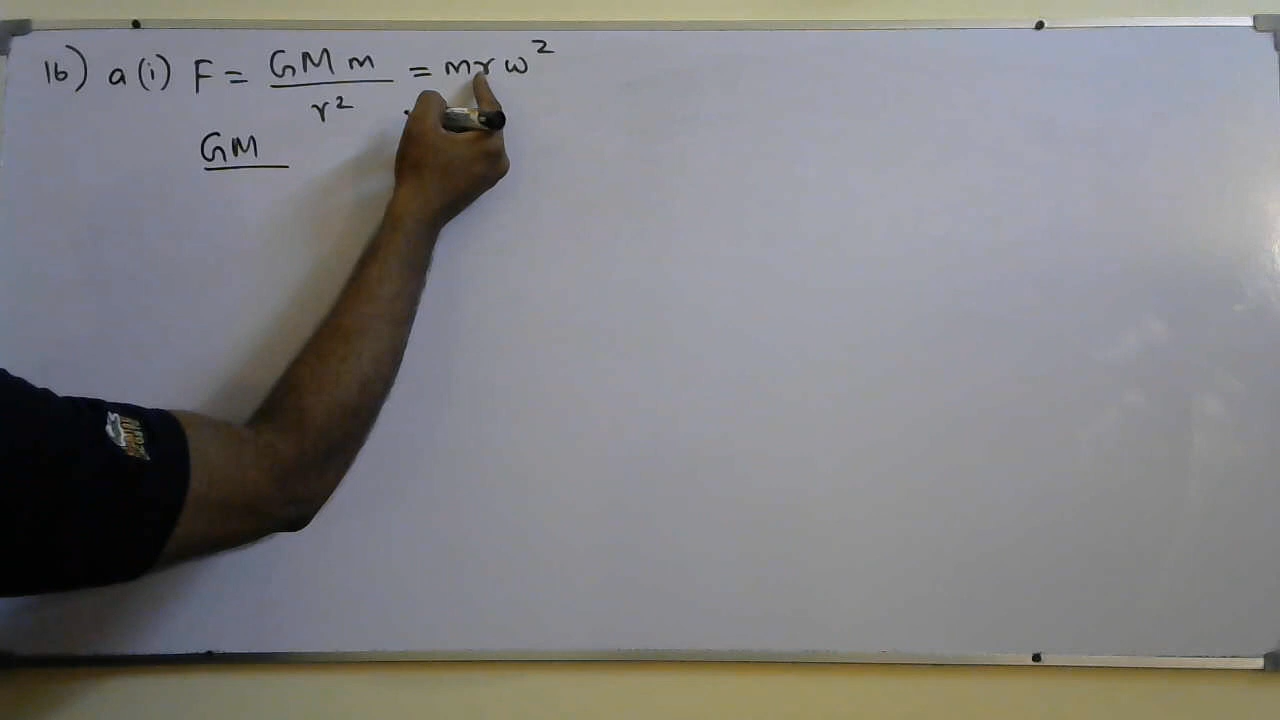 16) a(i) F = GMm / r² = mrω²
GM